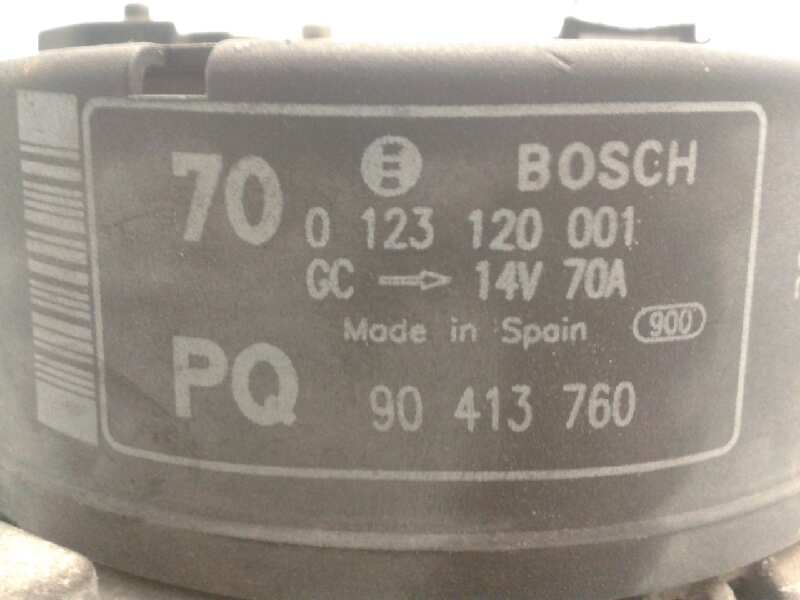 70 BOSCH
0 123 120 001
GC → 14V 70A
Made in Spain 900
PQ 90 413 760